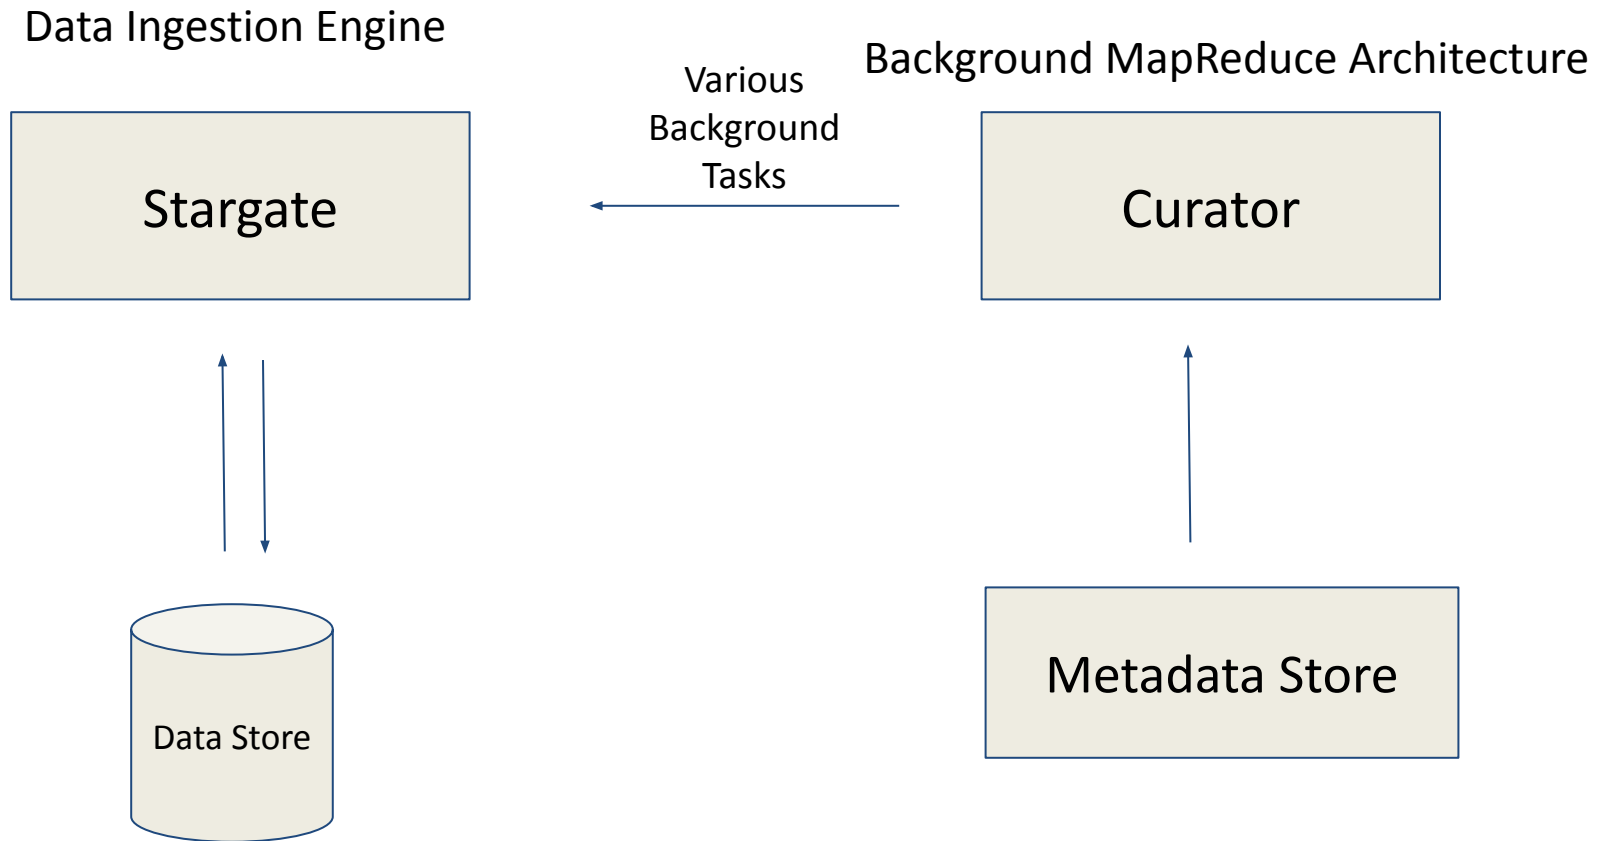 Data Ingestion Engine
Background MapReduce Architecture
Various
Background
Tasks
Stargate
Curator
Metadata Store
Data Store